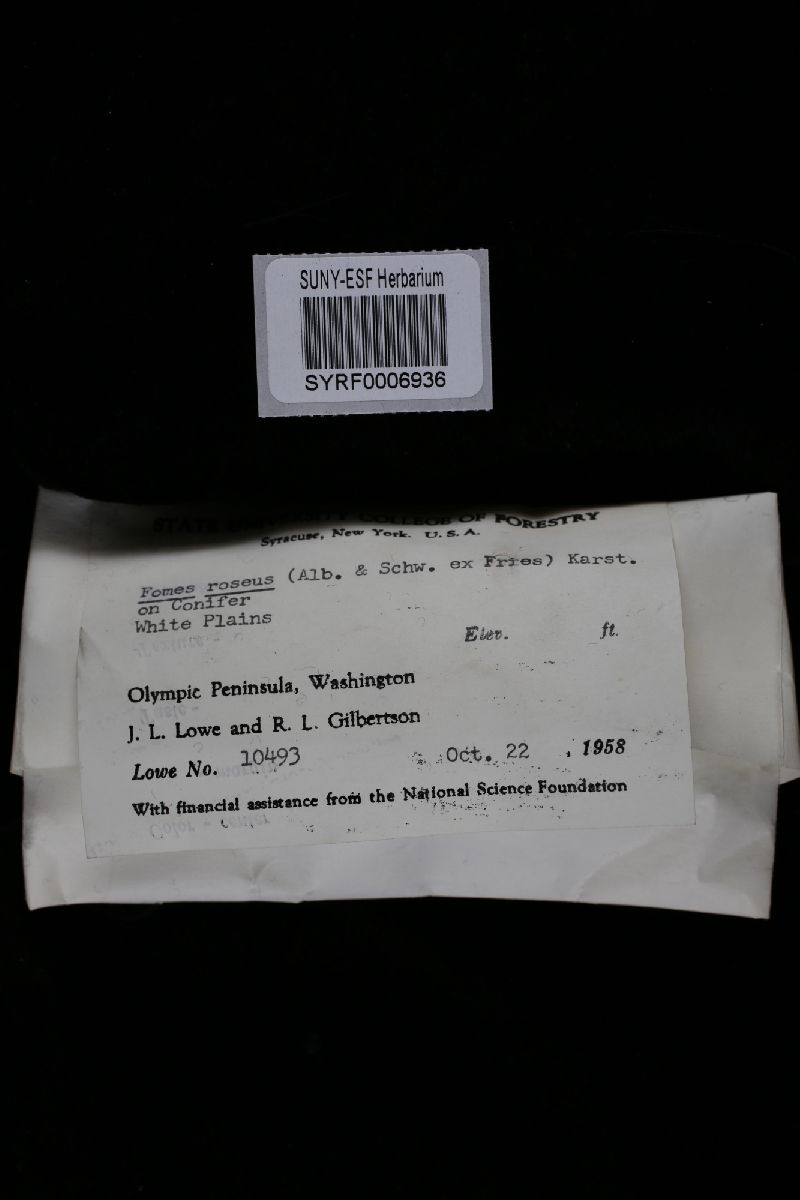 SUNY-ESF Herbarium
SYRF0006936
STATE UNIVERSITY COLLEGE OF FORESTRY
Syracuse, New York. U. S. A.
Fomes roseus (Alb. & Schw. ex Fries) Karst.
on Conifer
White Plains
Elev. ft.
Olympic Peninsula, Washington
J. L. Lowe and R. L. Gilbertson
Lowe No. 10493 Oct. 22 , 1958
With financial assistance from the National Science Foundation